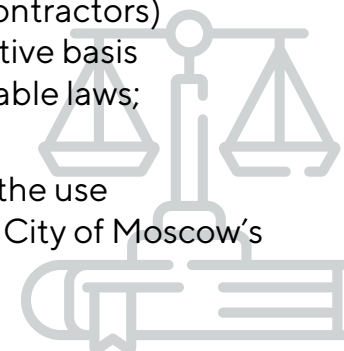 ontractors)
tive basis
able laws;
the use
City of Moscow’s